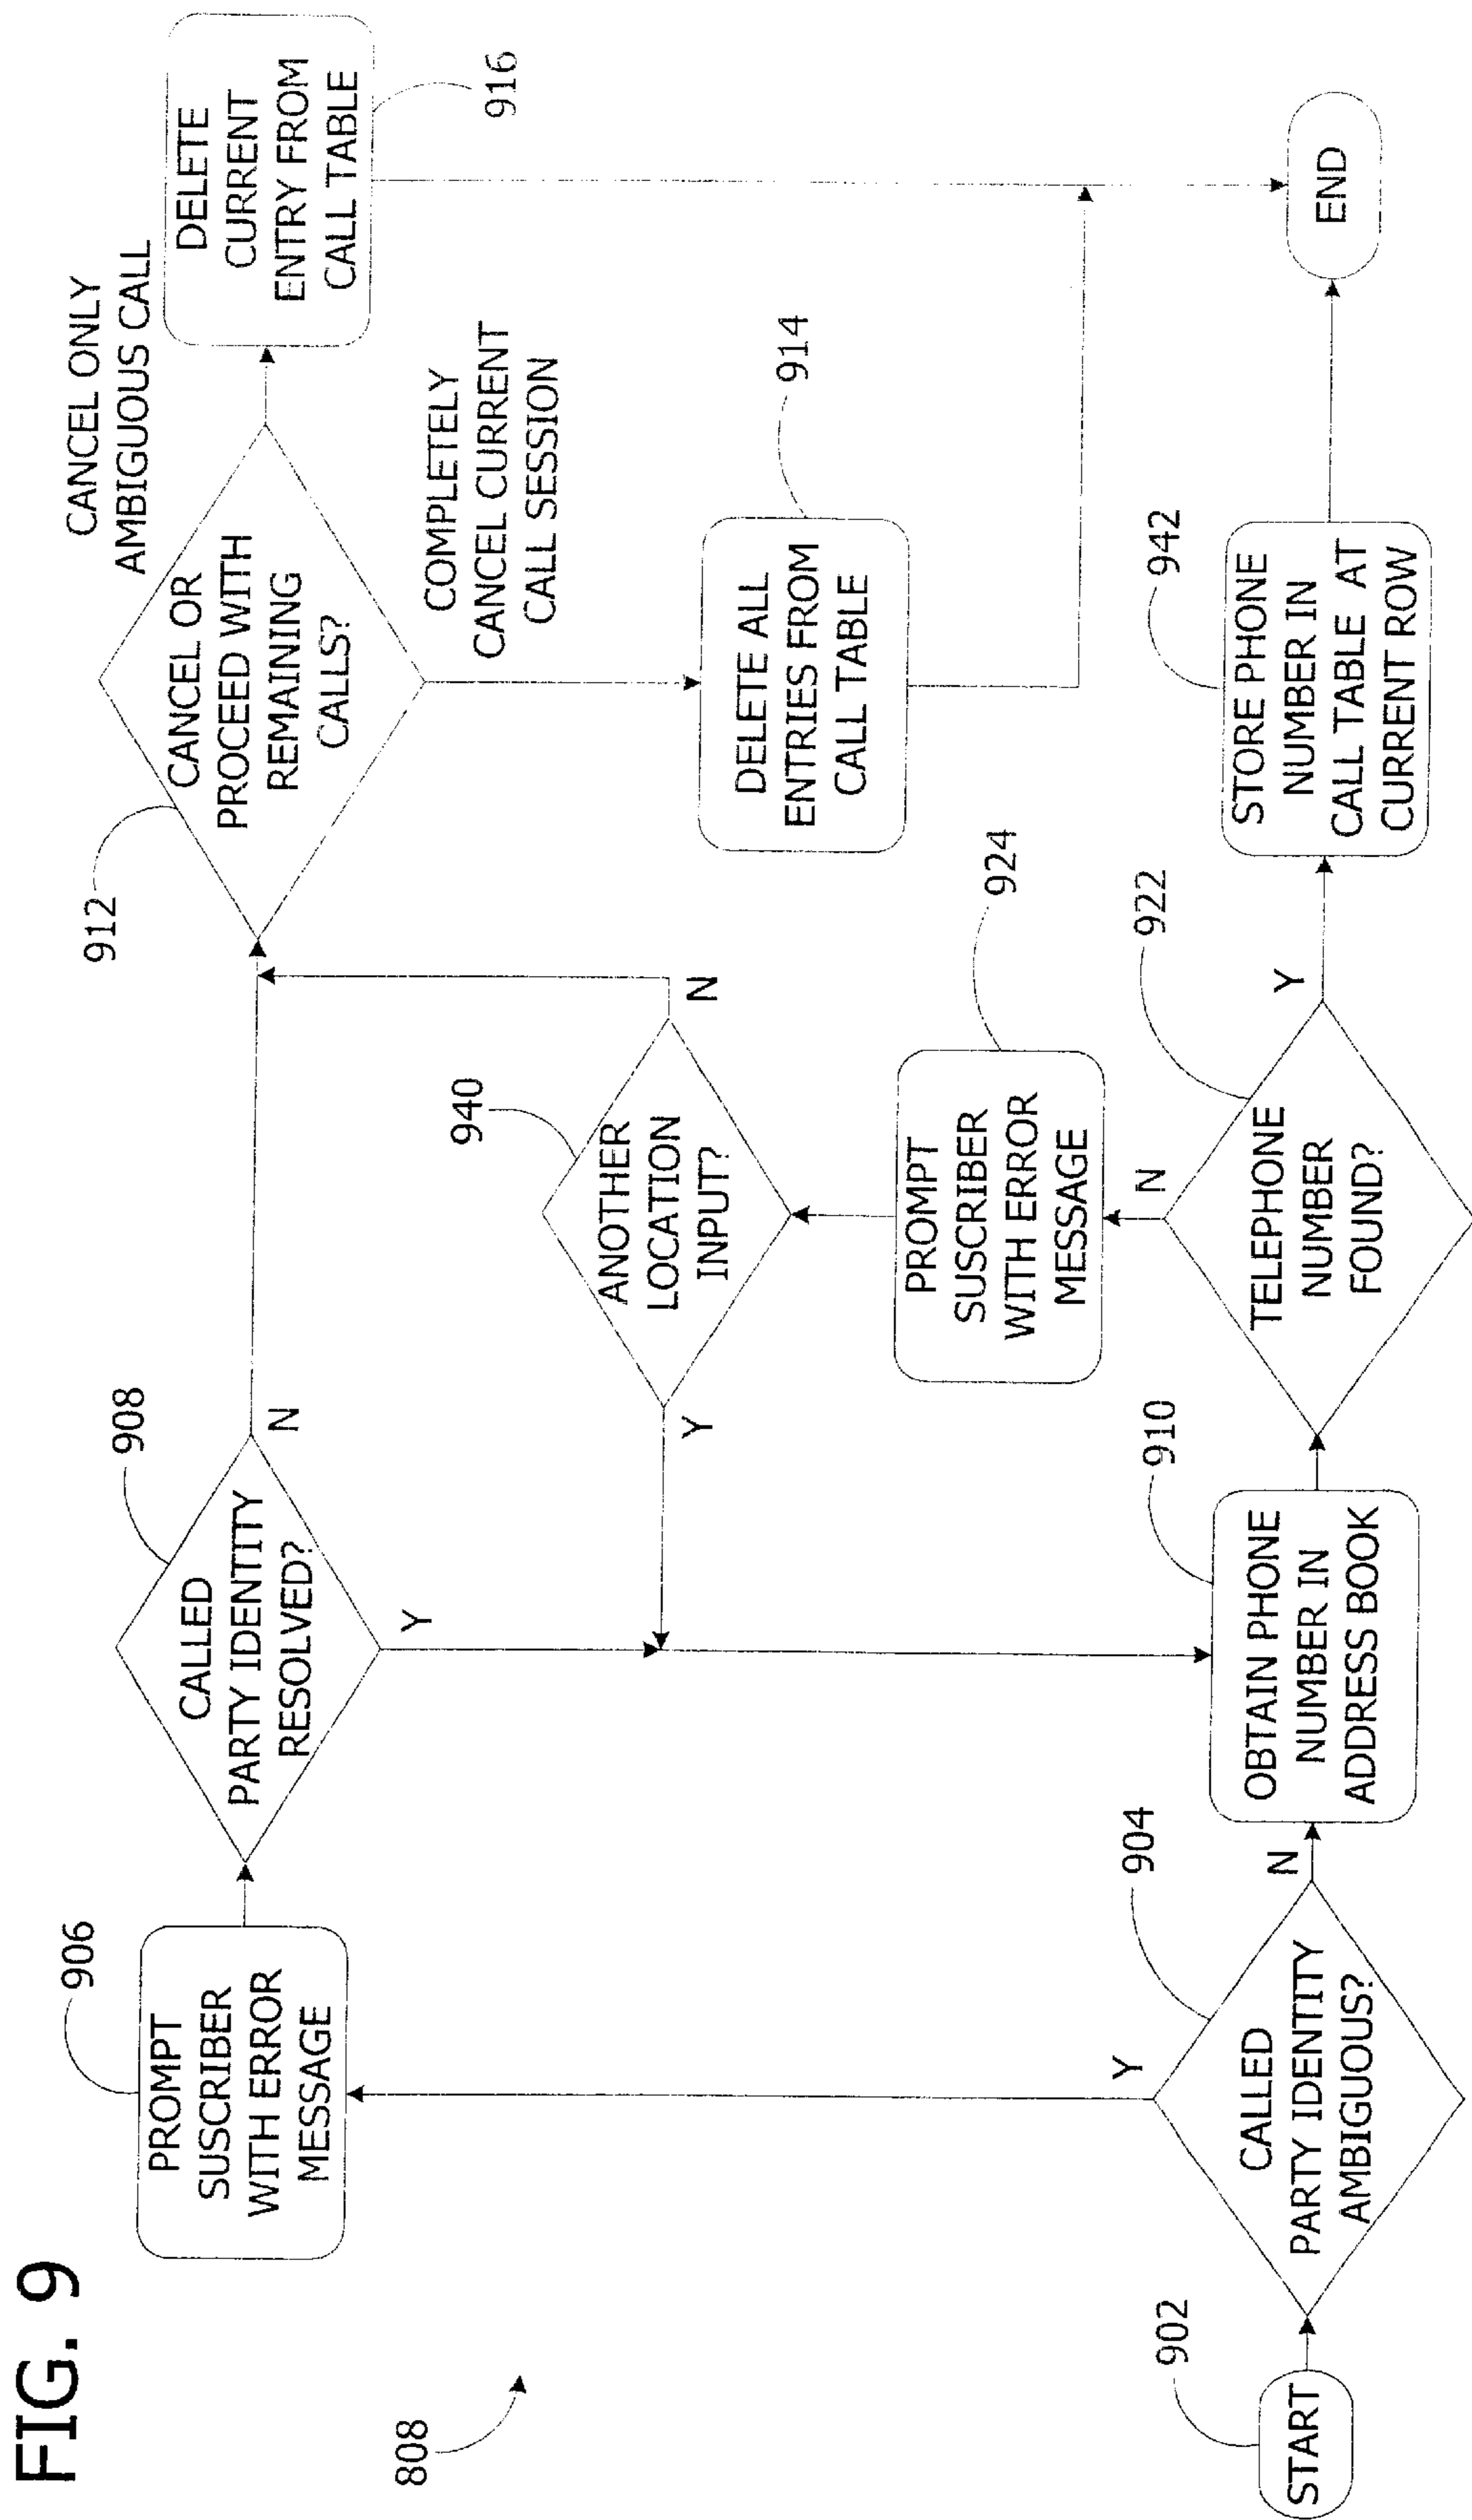 FIG. 9
808
902
START
904
CALLED
PARTY IDENTITY
AMBIGUOUS?
Y
N
906
PROMPT
SUSCRIBER
WITH ERROR
MESSAGE
908
CALLED
PARTY IDENTITY
RESOLVED?
N
Y
910
OBTAIN PHONE
NUMBER IN
ADDRESS BOOK
922
TELEPHONE
NUMBER
FOUND?
N
Y
924
PROMPT
SUSCRIBER
WITH ERROR
MESSAGE
940
ANOTHER
LOCATION
INPUT?
Y
N
912
CANCEL OR
PROCEED WITH
REMAINING
CALLS?
CANCEL ONLY
AMBIGUOUS CALL
COMPLETELY
CANCEL CURRENT
CALL SESSION
914
DELETE ALL
ENTRIES FROM
CALL TABLE
916
DELETE
CURRENT
ENTRY FROM
CALL TABLE
942
STORE PHONE
NUMBER IN
CALL TABLE AT
CURRENT ROW
END